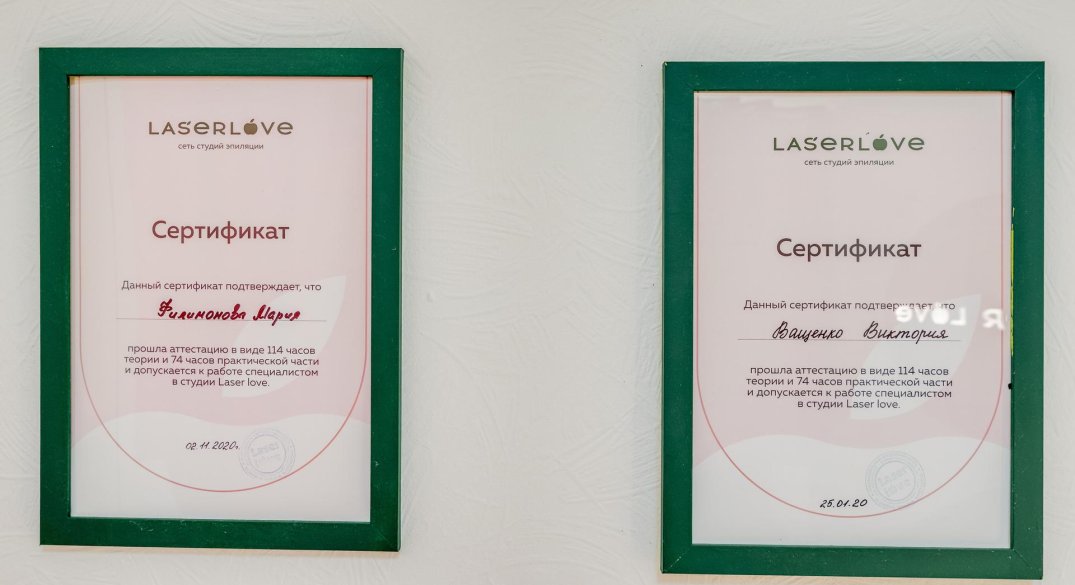 LASERLOVE
сеть студий эпиляции
Сертификат
Данный сертификат подтверждает, что
Филимонова Мария
прошла аттестацию в виде 114 часов
теории и 74 часов практической части
и допускается к работе специалистом
в студии Laser love.
02.11.2020г.
LASERLOVE
сеть студий эпиляции
Сертификат
Данный сертификат подтверждает, что
Ващенко Виктория
прошла аттестацию в виде 114 часов
теории и 74 часов практической части
и допускается к работе специалистом
в студии Laser love.
25.01.20